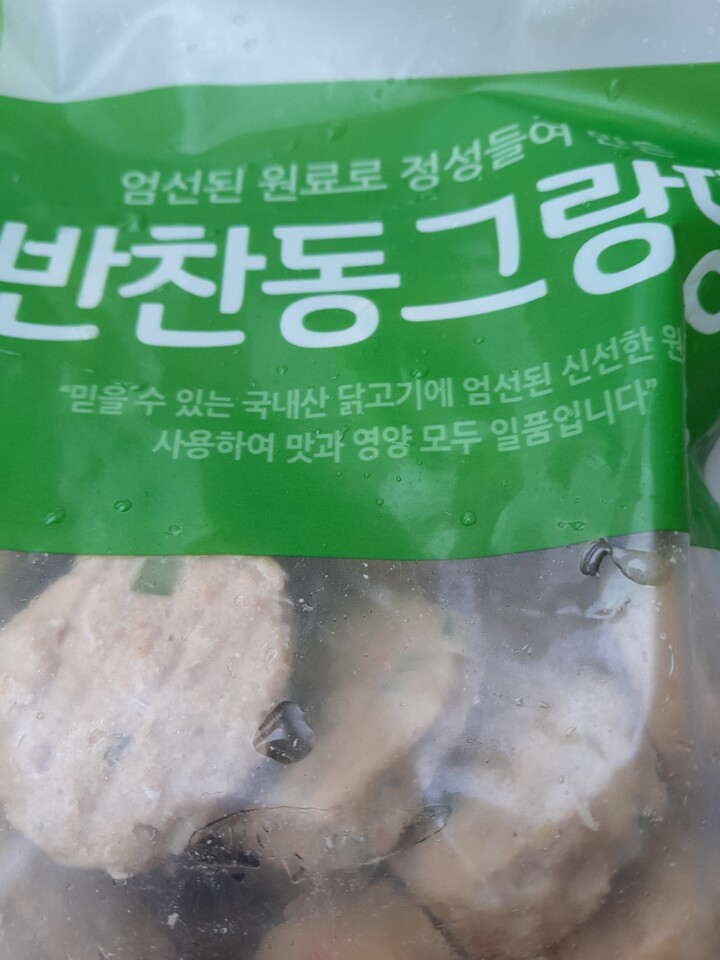 엄선된 원료로 정성들여
반찬동그랑
“믿을 수 있는 국내산 닭고기에 엄선된 신선한 원
사용하여 맛과 영양 모두 일품입니다”